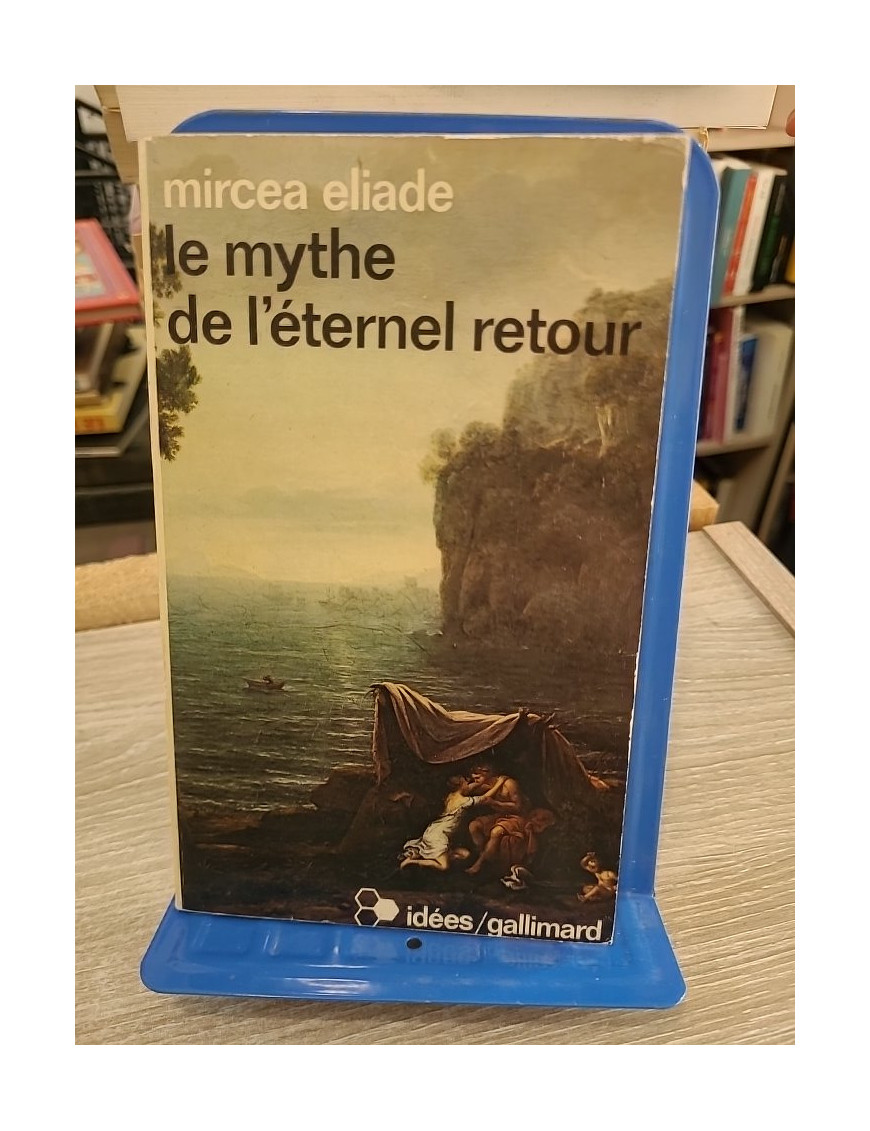 mircea eliade
le mythe
de l'éternel retour
idées/gallimard